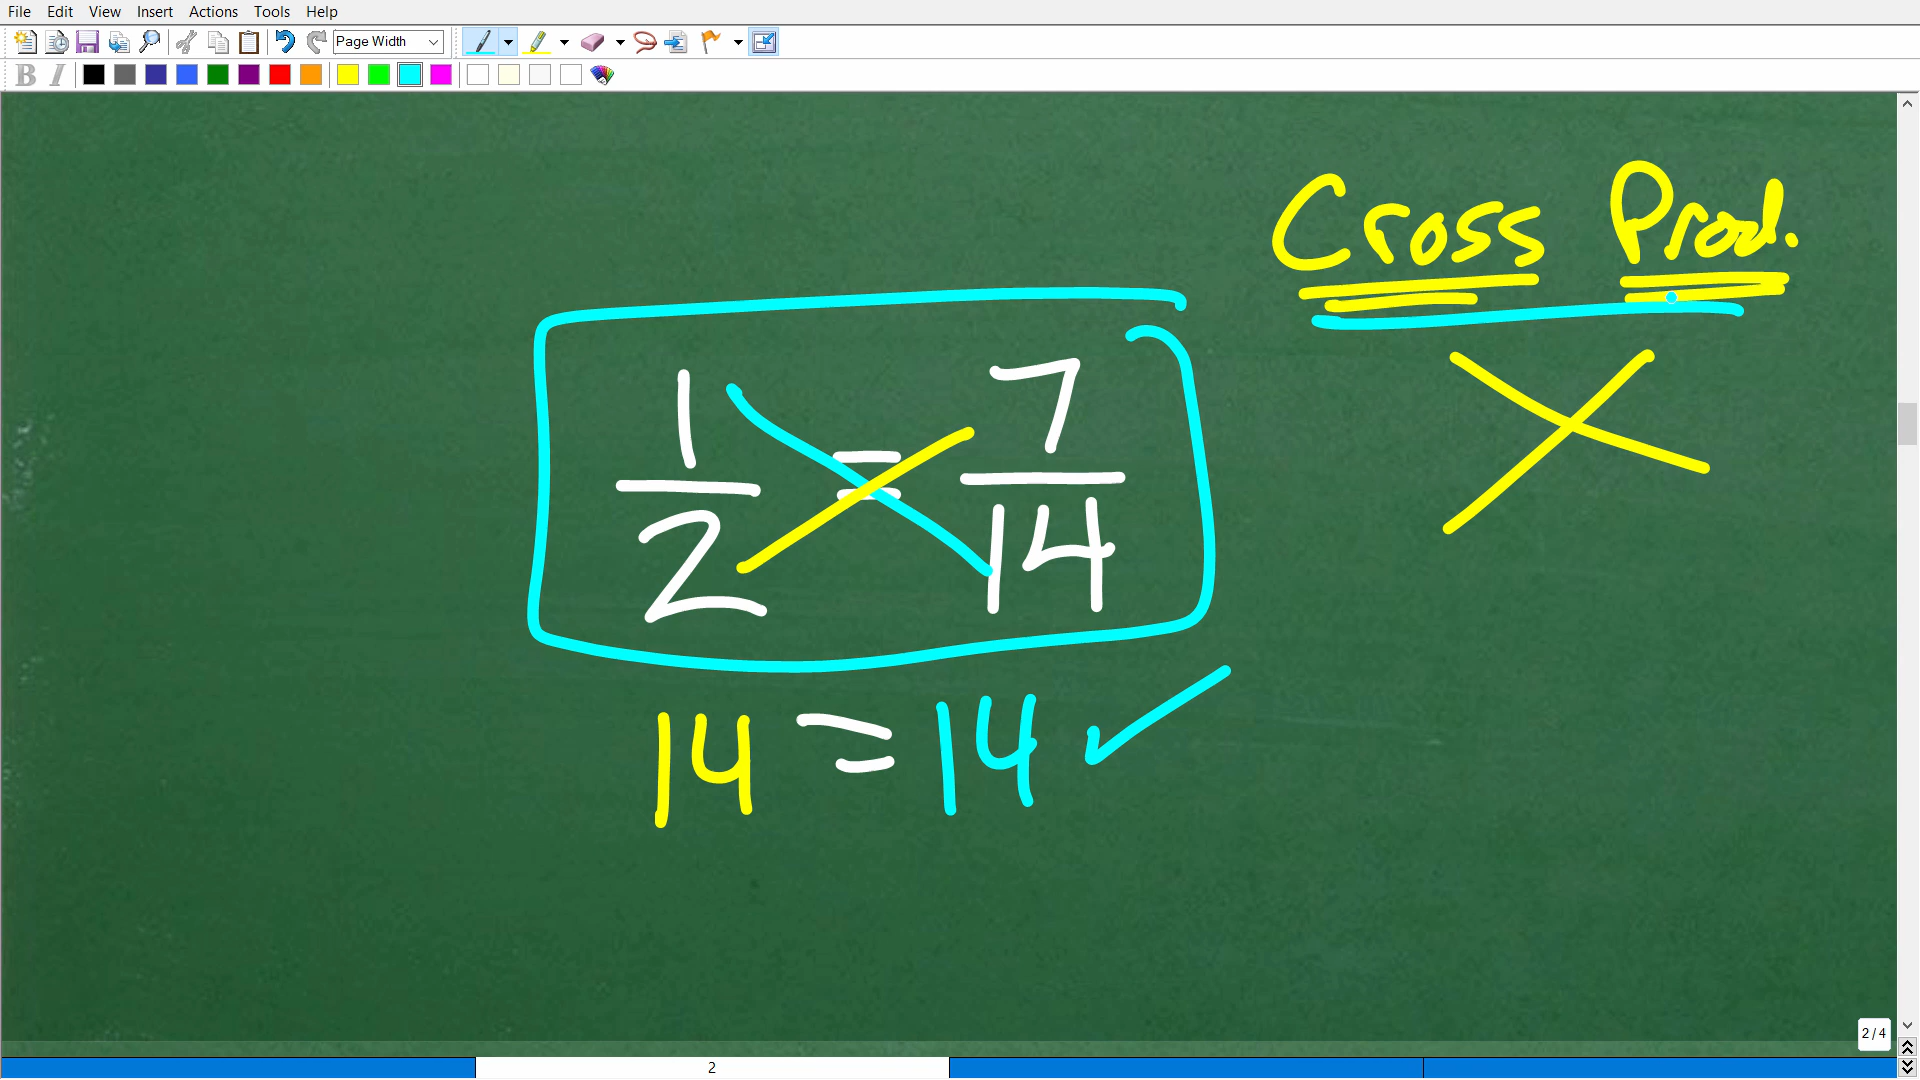 File Edit View Insert Actions Tools Help
Page Width
B I
Cross Prod.
1 7
=
2 14
14 = 14 ✓
2 / 4
2